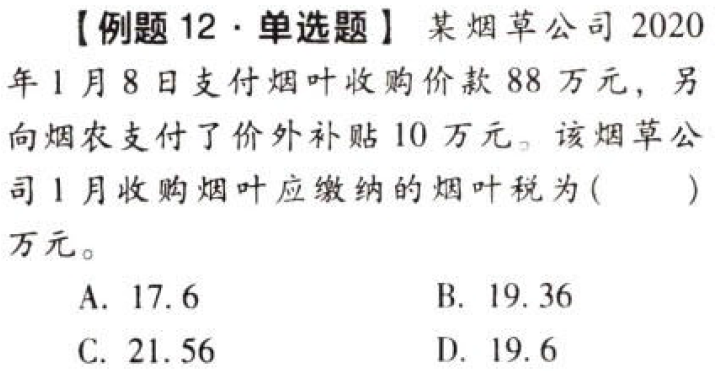 【例题 12 · 单选题】 某烟草公司 2020
年 1 月 8 日支付烟叶收购价款 88 万元，另
向烟农支付了价外补贴 10 万元。该烟草公
司 1 月收购烟叶应缴纳的烟叶税为(　　)
万元。
A. 17.6　　B. 19.36
C. 21.56　　D. 19.6